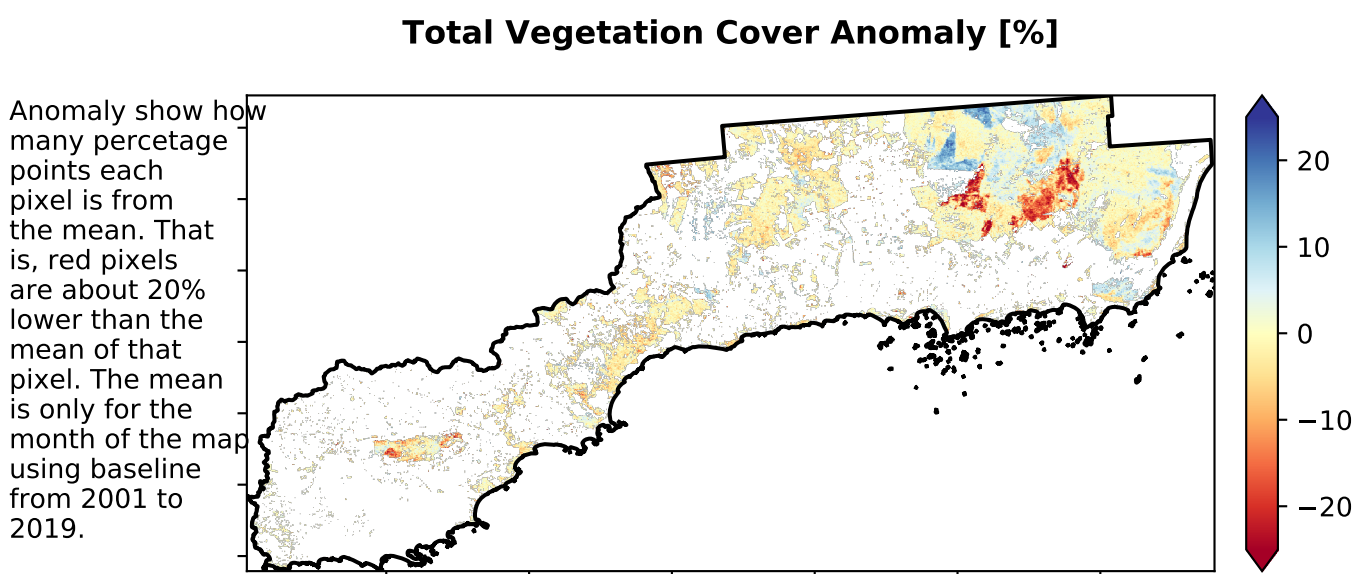 Total Vegetation Cover Anomaly [%]
Anomaly show how
many percetage
points each
pixel is from
the mean. That
is, red pixels
are about 20%
lower than the
mean of that
pixel. The mean
is only for the
month of the map
using baseline
from 2001 to
2019.
20
10
0
−10
−20